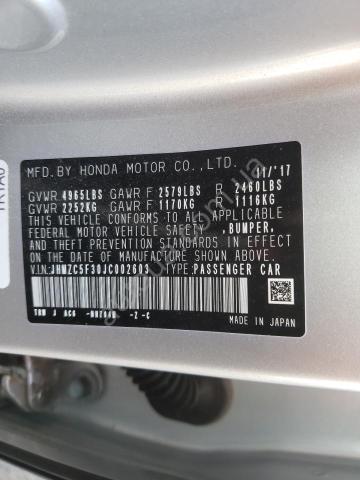 MFD.BY HONDA MOTOR CO.,LTD. 11/'17
GVWR 4965LBS GAWR F 2579LBS R 2460LBS
GVWR 2252KG GAWR F 1170KG R 1116KG
THIS VEHICLE CONFORMS TO ALL APPLICABLE
FEDERAL MOTOR VEHICLE SAFETY , BUMPER,
AND THEFT PREVENTION STANDARDS IN EFFECT ON
THE DATE OF MANUFACTURE SHOWN ABOVE.
V.I.N: JHMZC5F30JC002603 TYPE:PASSENGER CAR
TRM J AC6 -Z -C
MADE IN JAPAN